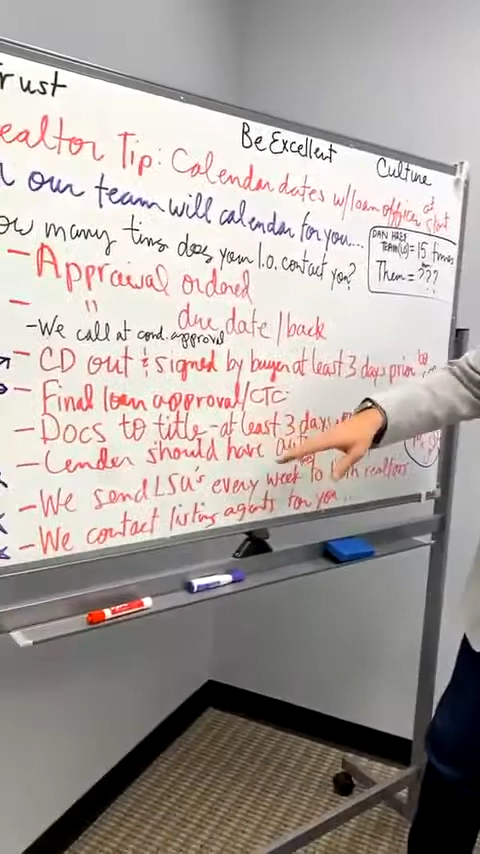 rust
Be Excellent
Culture
ealtor Tip: Calendar dates w/loan officer at start
our team will calendar for you...
ow many times does your l.o. contact you?
DAN HABS
TEAM(LO) = 15 times
Them = ???
- Appraisal ordered
- " due date/back
- We call at cond. approval
- CD out & signed by buyer at least 3 days prior
- Final loan approval/CTC
- Docs to title - at least 3 days
- Lender should have
- We send LSU's every week to both realtors
- We contact listing agents for you...